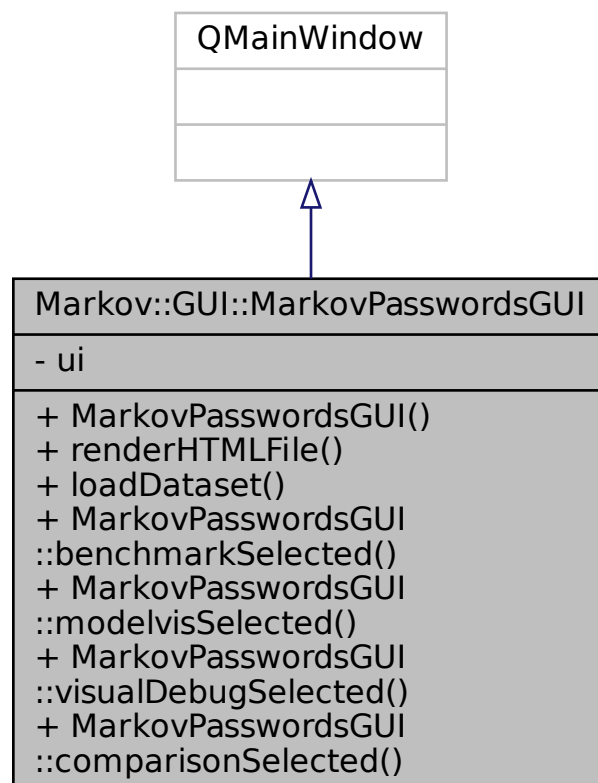 QMainWindow
Markov::GUI::MarkovPasswordsGUI
- ui
+ MarkovPasswordsGUI()
+ renderHTMLFile()
+ loadDataset()
+ MarkovPasswordsGUI
::benchmarkSelected()
+ MarkovPasswordsGUI
::modelvisSelected()
+ MarkovPasswordsGUI
::visualDebugSelected()
+ MarkovPasswordsGUI
::comparisonSelected()